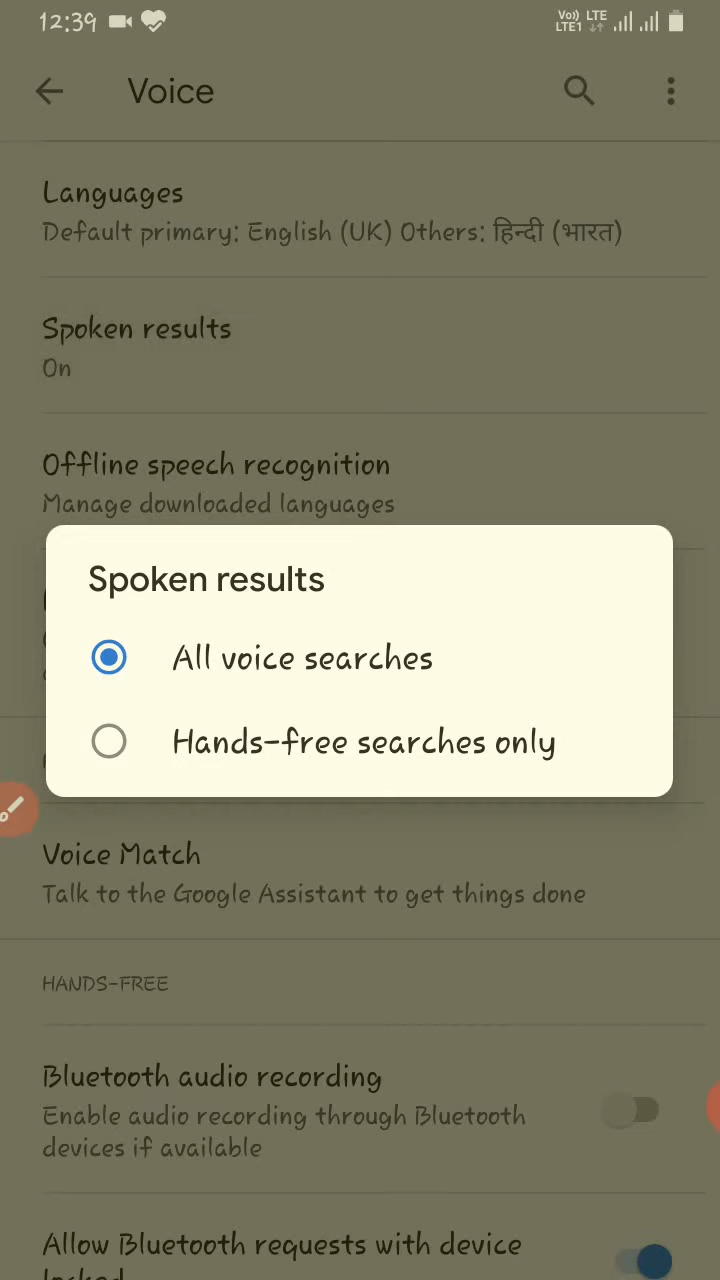 12:39
Vo)) LTE
LTE1
Voice
Languages
Default primary: English (UK) Others: हिन्दी (भारत)
Spoken results
On
Offline speech recognition
Manage downloaded languages
Spoken results
All voice searches
Hands-free searches only
Voice Match
Talk to the Google Assistant to get things done
HANDS-FREE
Bluetooth audio recording
Enable audio recording through Bluetooth
devices if available
Allow Bluetooth requests with device
locked